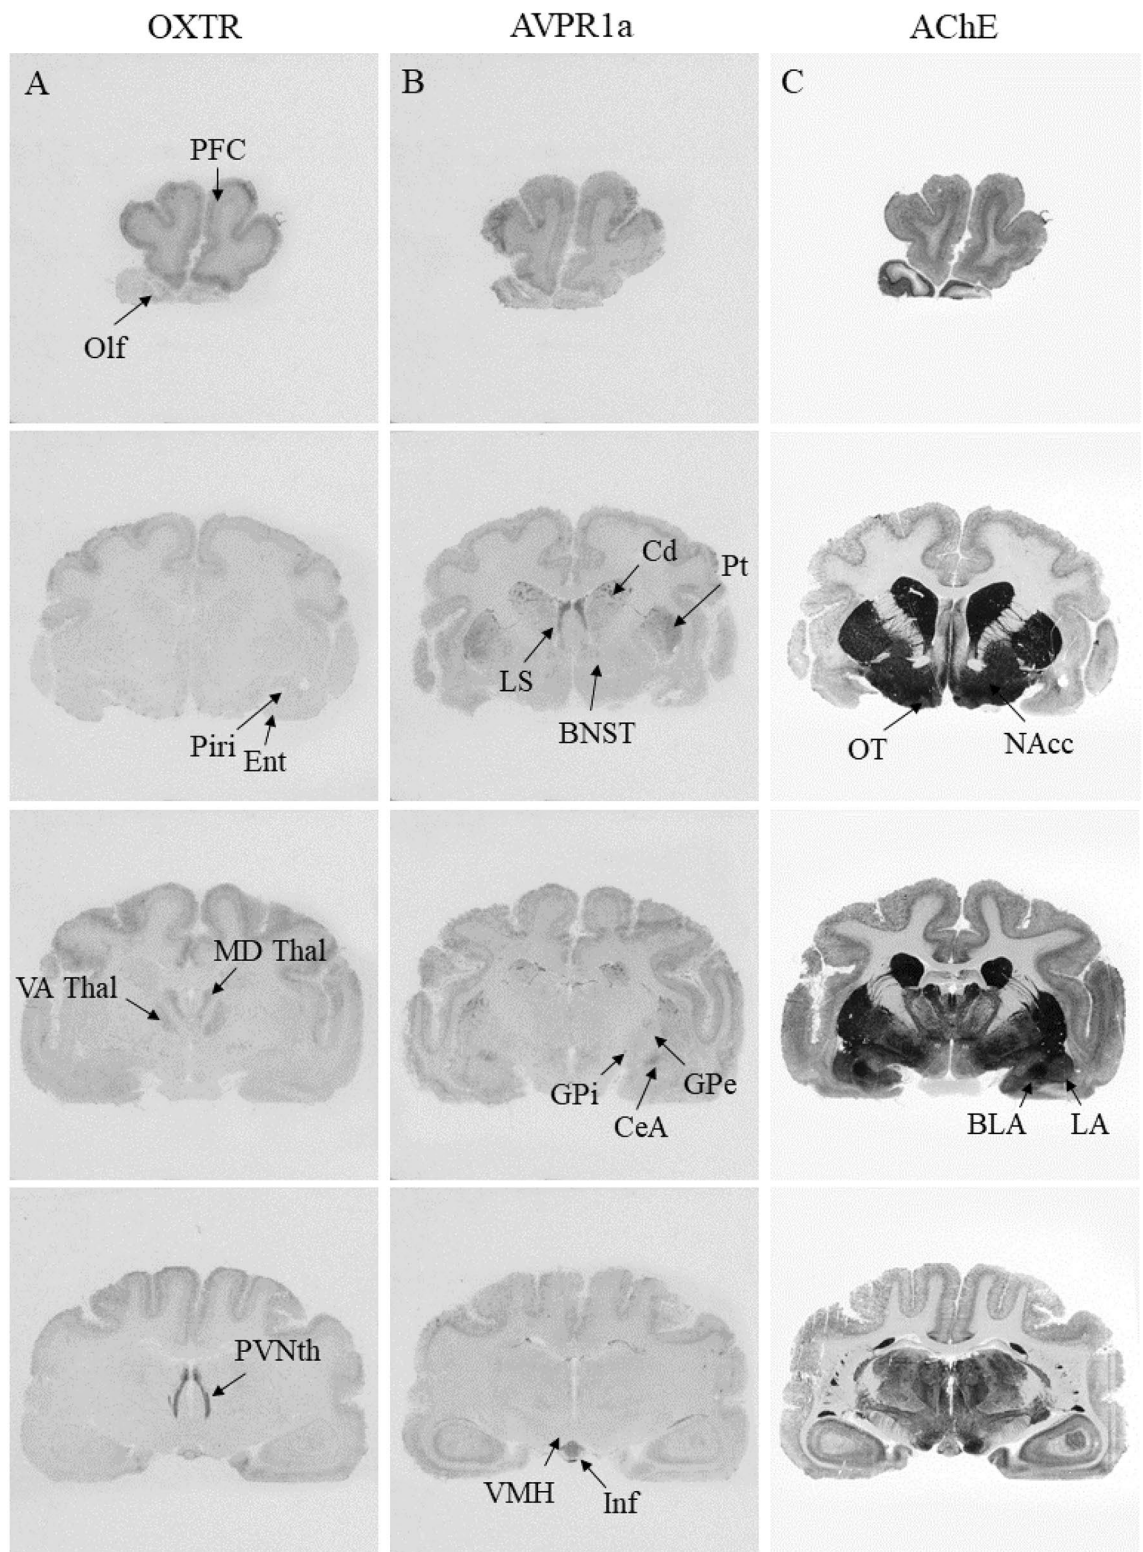 OXTR AVPR1a AChE
A B C
PFC
Olf
Cd
Pt
LS
BNST
Piri
Ent
OT
NAcc
MD Thal
VA Thal
GPi
GPe
CeA
BLA
LA
PVNth
VMH
Inf